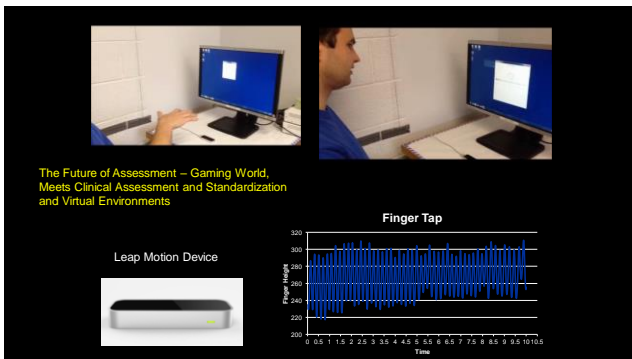 The Future of Assessment – Gaming World,
Meets Clinical Assessment and Standardization
and Virtual Environments
Leap Motion Device
Finger Tap
Finger Height
320
300
280
260
240
220
200
0 0.5 1 1.5 2 2.5 3 3.5 4 4.5 5 5.5 6 6.5 7 7.5 8 8.5 9 9.5 10 10.5
Time